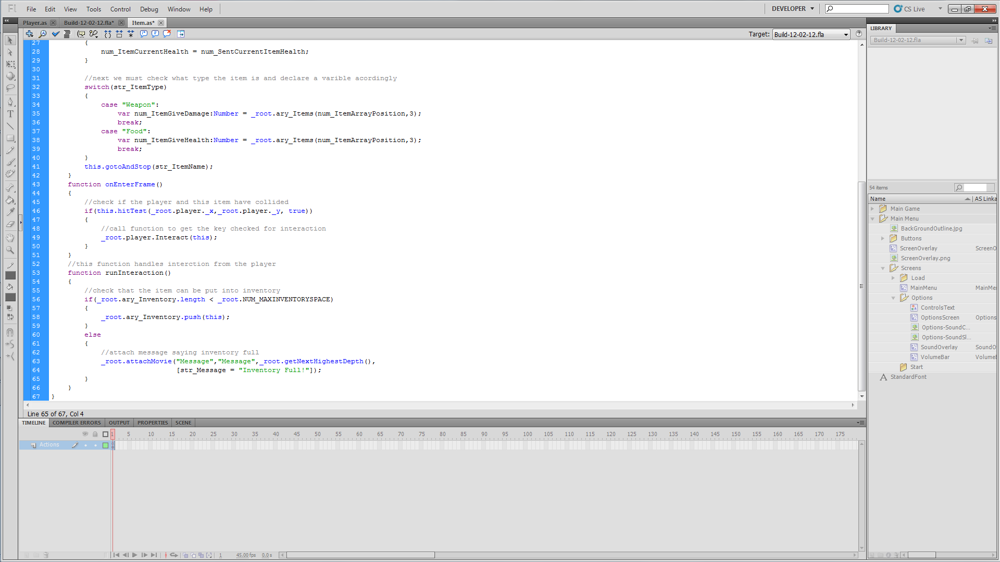 Fl File Edit View Tools Control Debug Window Help DEVELOPER CS Live
Player.as Build-12-02-12.fla* Item.as*
Target: Build-12-02-12.fla
27 {
28 num_ItemCurrentHealth = num_SentCurrentItemHealth;
29 }
30
31 //next we must check what type the item is and declare a varible acordingly
32 switch(str_ItemType)
33 {
34 case "Weapon":
35 var num_ItemGiveDamage:Number = _root.ary_Items(num_ItemArrayPosition,3);
36 break;
37 case "Food":
38 var num_ItemGiveHealth:Number = _root.ary_Items(num_ItemArrayPosition,3);
39 break;
40 }
41 this.gotoAndStop(str_ItemName);
42 }
43 function onEnterFrame()
44 {
45 //check if the player and this item have collided
46 if(this.hitTest(_root.player._x,_root.player._y, true))
47 {
48 //call function to get the key checked for interaction
49 _root.player.Interact(this);
50 }
51 }
52 //this function handles interction from the player
53 function runInteraction()
54 {
55 //check that the item can be put into inventory
56 if(_root.ary_Inventory.length < _root.NUM_MAXINVENTORYSPACE)
57 {
58 _root.ary_Inventory.push(this);
59 }
60 else
61 {
62 //attach message saying inventory full
63 _root.attachMovie("Message","Message",_root.getNextHighestDepth(),
64 [str_Message = "Inventory Full!"]);
65 }
66 }
67 }
Line 65 of 67, Col 4
TIMELINE COMPILER ERRORS OUTPUT PROPERTIES SCENE
1 5 10 15 20 25 30 35 40 45 50 55 60 65 70 75 80 85 90 95 100 105 110 115 120 125 130 135 140 145 150 155 160 165 170 175
Actions
1 45.00 fps 0.0 s
LIBRARY
Build-12-02-12.fla
54 items
Name AS Linka
Main Game
Main Menu
BackGroundOutline.jpg
Buttons
ScreenOverlay ScreenO
ScreenOverlay.png
Screens
Load
MainMenu MainMe
Options
ControlsText
OptionsScreen Options
Options-SoundC...
Options-SoundSl...
SoundOverlay SoundO
VolumeBar VolumeB
Start
StandardFont